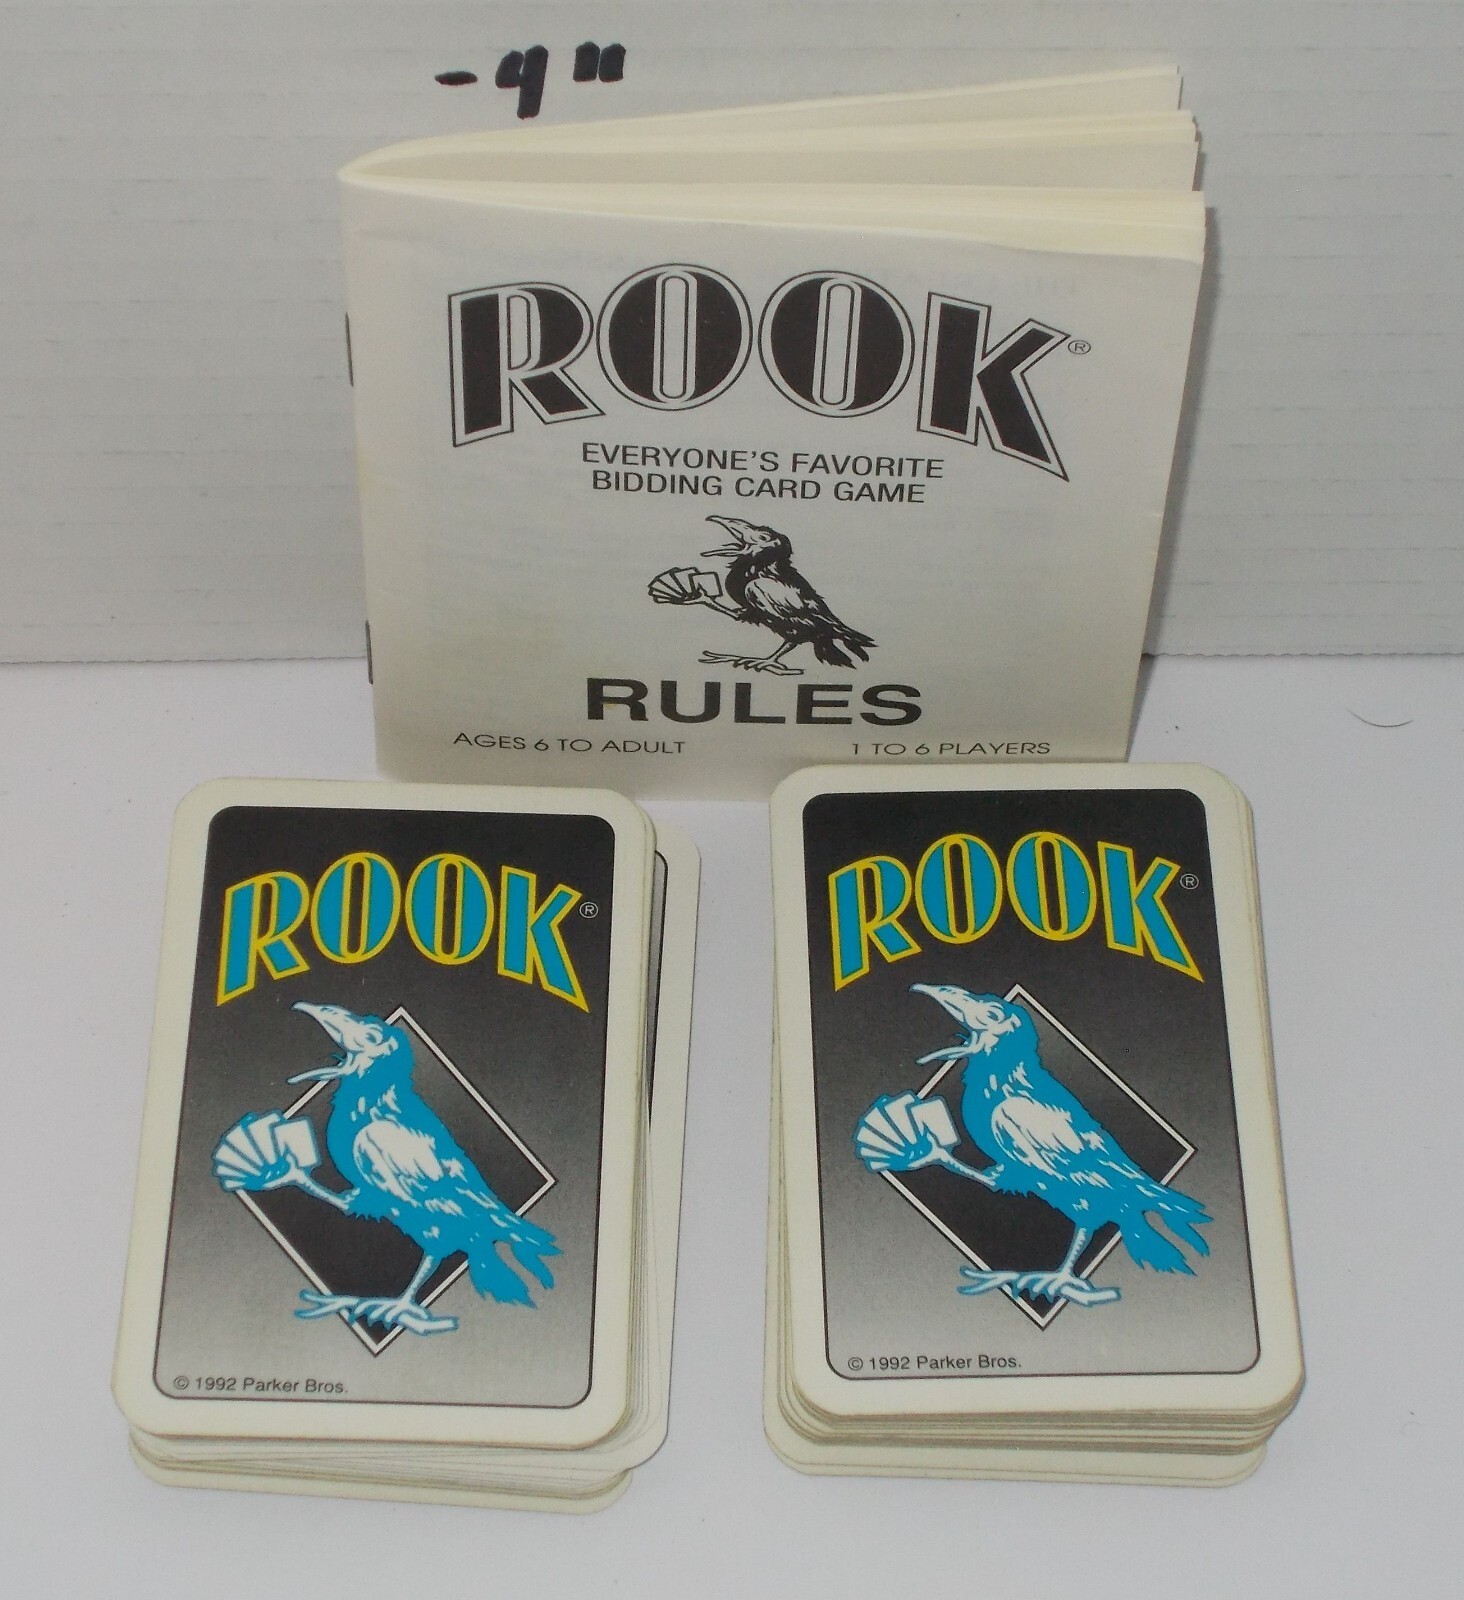 - 9"
ROOK®
EVERYONE'S FAVORITE
BIDDING CARD GAME
RULES
AGES 6 TO ADULT
1 TO 6 PLAYERS
ROOK®
© 1992 Parker Bros.
ROOK®
© 1992 Parker Bros.